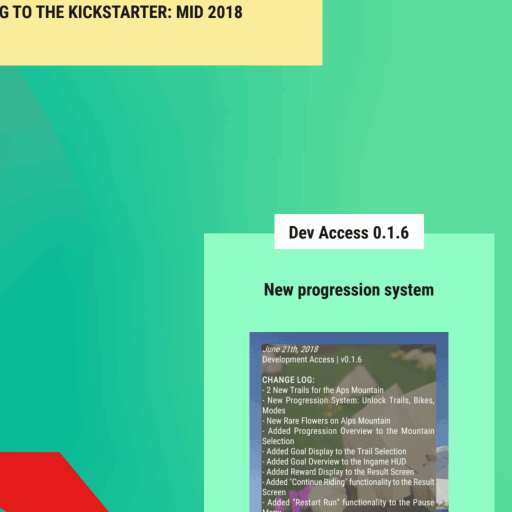 G TO THE KICKSTARTER: MID 2018
Dev Access 0.1.6
New progression system
June 21th, 2018
Development Access | v0.1.6
CHANGE LOG:
- 2 New Trails for the Aps Mountain
- New Progression System: Unlock Trails, Bikes,
Modes
- New Rare Flowers on Alps Mountain
- Added Progression Overview to the Mountain
Selection
- Added Goal Display to the Trail Selection
- Added Goal Overview to the Ingame HUD
- Added Reward Display to the Result Screen
- Added "Continue Riding" functionality to the Result
Screen
- Added "Restart Run" functionality to the Pause
Menu